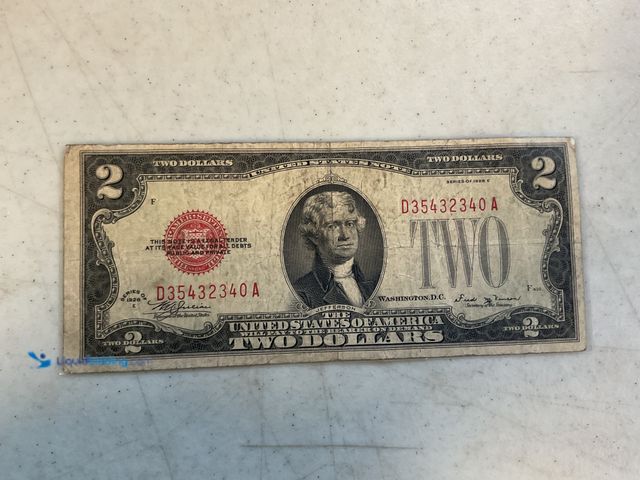 2
TWO DOLLARS
UNITED STATES NOTE
TWO DOLLARS
2
SERIES OF 1928 E
F
D35432340 A
THIS NOTE IS A LEGAL TENDER
AT ITS FACE VALUE FOR ALL DEBTS
PUBLIC AND PRIVATE
TWO
WASHINGTON, D.C.
D35432340 A
SERIES OF
1928
E
JEFFERSON
F
THE
UNITED STATES OF AMERICA
WILL PAY TO THE BEARER ON DEMAND
TWO DOLLARS
2
TWO DOLLARS
2
TWO DOLLARS